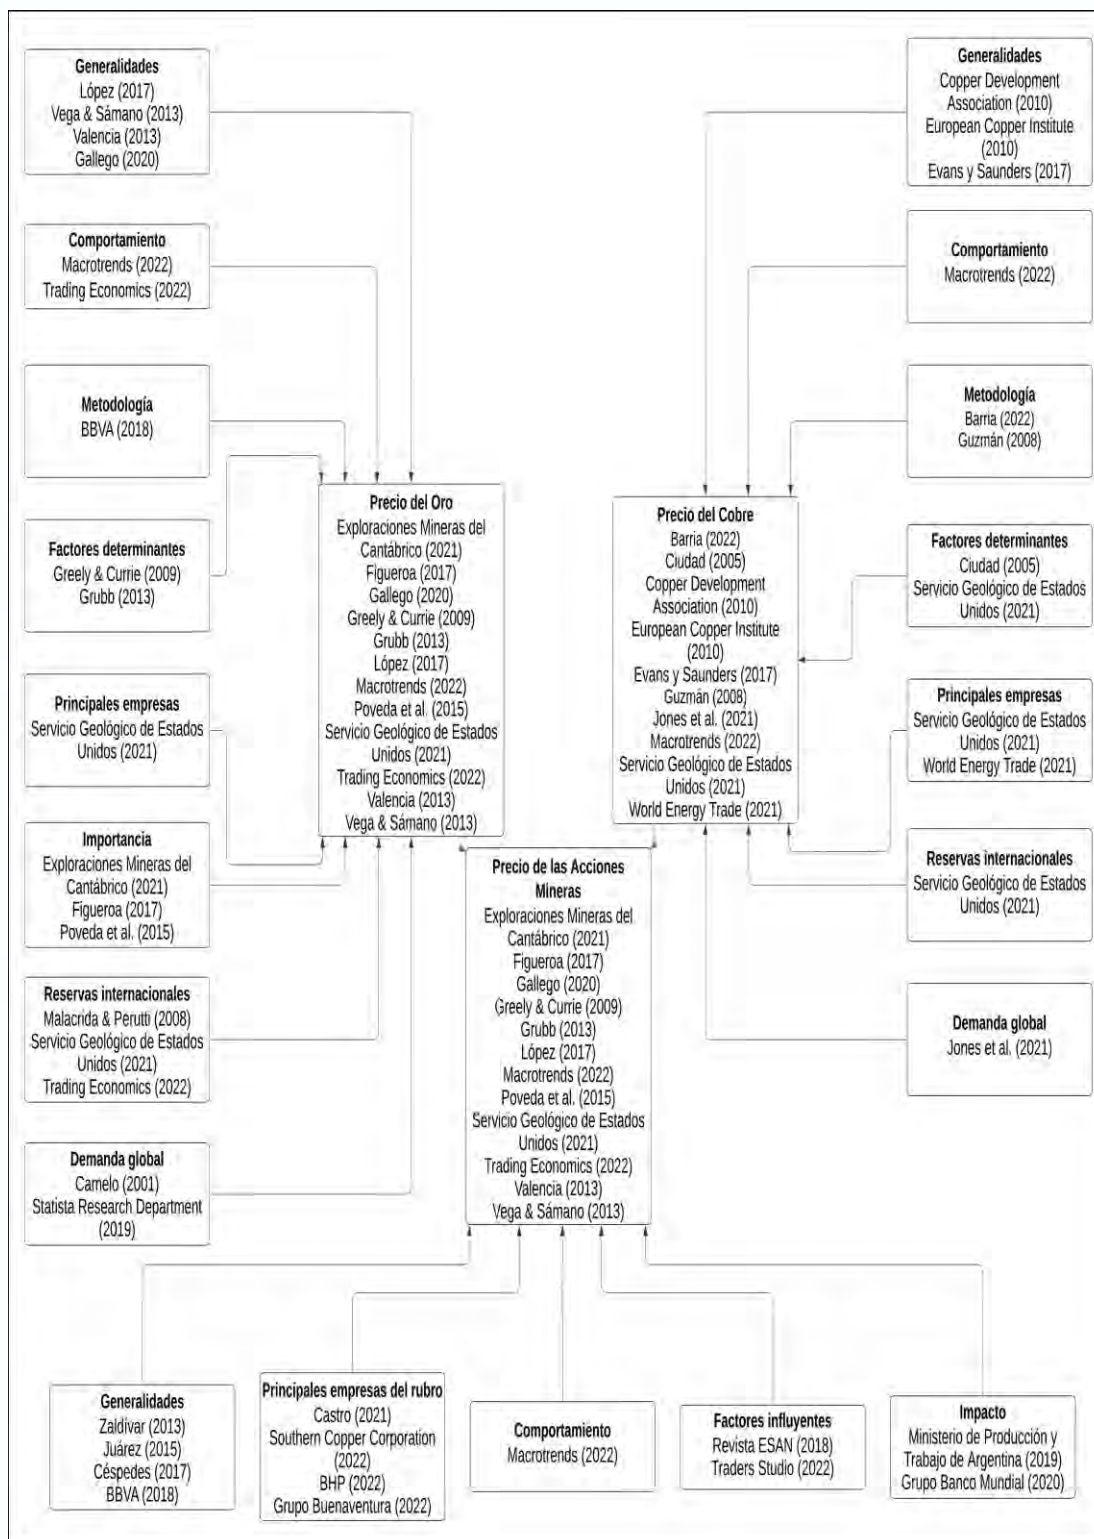 Generalidades
López (2017)
Vega & Sámano (2013)
Valencia (2013)
Gallego (2020)
Generalidades
Copper Development
Association (2010)
European Copper Institute
(2010)
Evans y Saunders (2017)
Comportamiento
Macrotrends (2022)
Trading Economics (2022)
Comportamiento
Macrotrends (2022)
Metodología
BBVA (2018)
Metodología
Barria (2022)
Guzmán (2008)
Factores determinantes
Greely & Currie (2009)
Grubb (2013)
Precio del Oro
Exploraciones Mineras del
Cantábrico (2021)
Figueroa (2017)
Gallego (2020)
Greely & Currie (2009)
Grubb (2013)
López (2017)
Macrotrends (2022)
Poveda et al. (2015)
Servicio Geológico de Estados
Unidos (2021)
Trading Economics (2022)
Valencia (2013)
Vega & Sámano (2013)
Precio del Cobre
Barria (2022)
Ciudad (2005)
Copper Development
Association (2010)
European Copper Institute
(2010)
Evans y Saunders (2017)
Guzmán (2008)
Jones et al. (2021)
Macrotrends (2022)
Servicio Geológico de Estados
Unidos (2021)
World Energy Trade (2021)
Factores determinantes
Ciudad (2005)
Servicio Geológico de Estados
Unidos (2021)
Principales empresas
Servicio Geológico de Estados
Unidos (2021)
Principales empresas
Servicio Geológico de Estados
Unidos (2021)
World Energy Trade (2021)
Importancia
Exploraciones Mineras del
Cantábrico (2021)
Figueroa (2017)
Poveda et al. (2015)
Precio de las Acciones
Mineras
Exploraciones Mineras del
Cantábrico (2021)
Figueroa (2017)
Gallego (2020)
Greely & Currie (2009)
Grubb (2013)
López (2017)
Macrotrends (2022)
Poveda et al. (2015)
Servicio Geológico de Estados
Unidos (2021)
Trading Economics (2022)
Valencia (2013)
Vega & Sámano (2013)
Reservas internacionales
Servicio Geológico de Estados
Unidos (2021)
Reservas internacionales
Malacrida & Perutti (2008)
Servicio Geológico de Estados
Unidos (2021)
Trading Economics (2022)
Demanda global
Jones et al. (2021)
Demanda global
Camelo (2001)
Statista Research Department
(2019)
Generalidades
Zaldívar (2013)
Juárez (2015)
Céspedes (2017)
BBVA (2018)
Principales empresas del rubro
Castro (2021)
Southern Copper Corporation
(2022)
BHP (2022)
Grupo Buenaventura (2022)
Comportamiento
Macrotrends (2022)
Factores influyentes
Revista ESAN (2018)
Traders Studio (2022)
Impacto
Ministerio de Producción y
Trabajo de Argentina (2019)
Grupo Banco Mundial (2020)